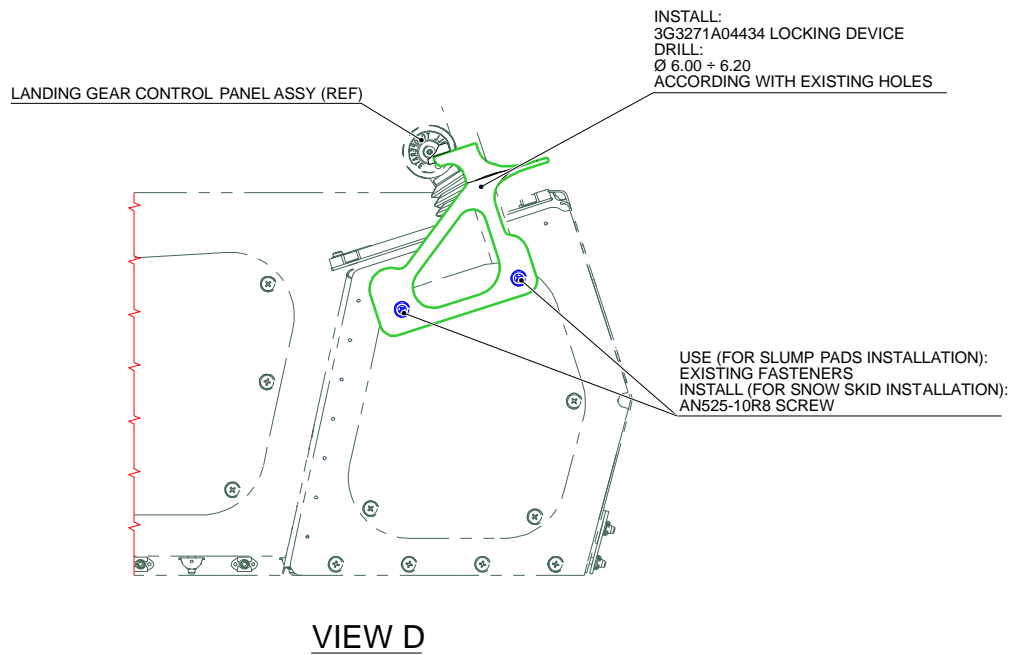 INSTALL:
3G3271A04434 LOCKING DEVICE
DRILL:
Ø 6.00 ÷ 6.20
ACCORDING WITH EXISTING HOLES
LANDING GEAR CONTROL PANEL ASSY (REF)
USE (FOR SLUMP PADS INSTALLATION):
EXISTING FASTENERS
INSTALL (FOR SNOW SKID INSTALLATION):
AN525-10R8 SCREW
VIEW D